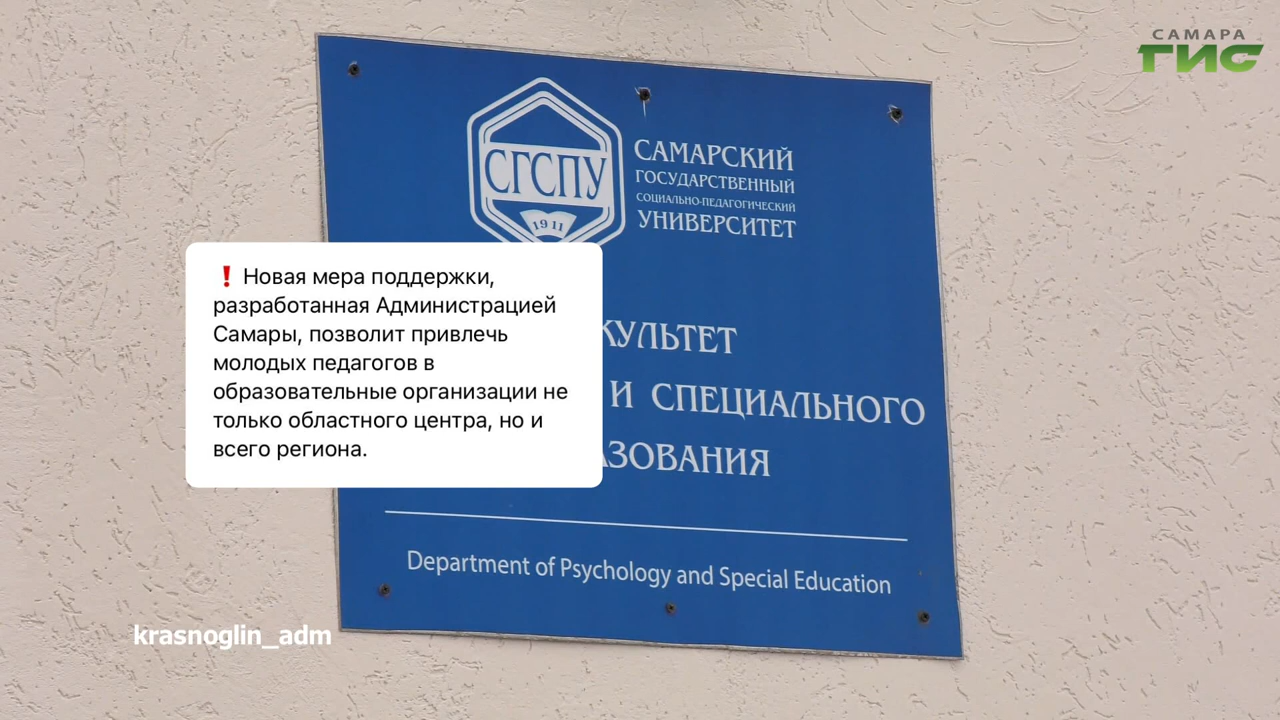 САМАРА
ГИС
СГСПУ
1911
САМАРСКИЙ
ГОСУДАРСТВЕННЫЙ
СОЦИАЛЬНО-ПЕДАГОГИЧЕСКИЙ
УНИВЕРСИТЕТ
❗ Новая мера поддержки,
разработанная Администрацией
Самары, позволит привлечь
молодых педагогов в
образовательные организации не
только областного центра, но и
всего региона.
КУЛЬТЕТ
И СПЕЦИАЛЬНОГО
АЗОВАНИЯ
Department of Psychology and Special Education
krasnoglin_adm